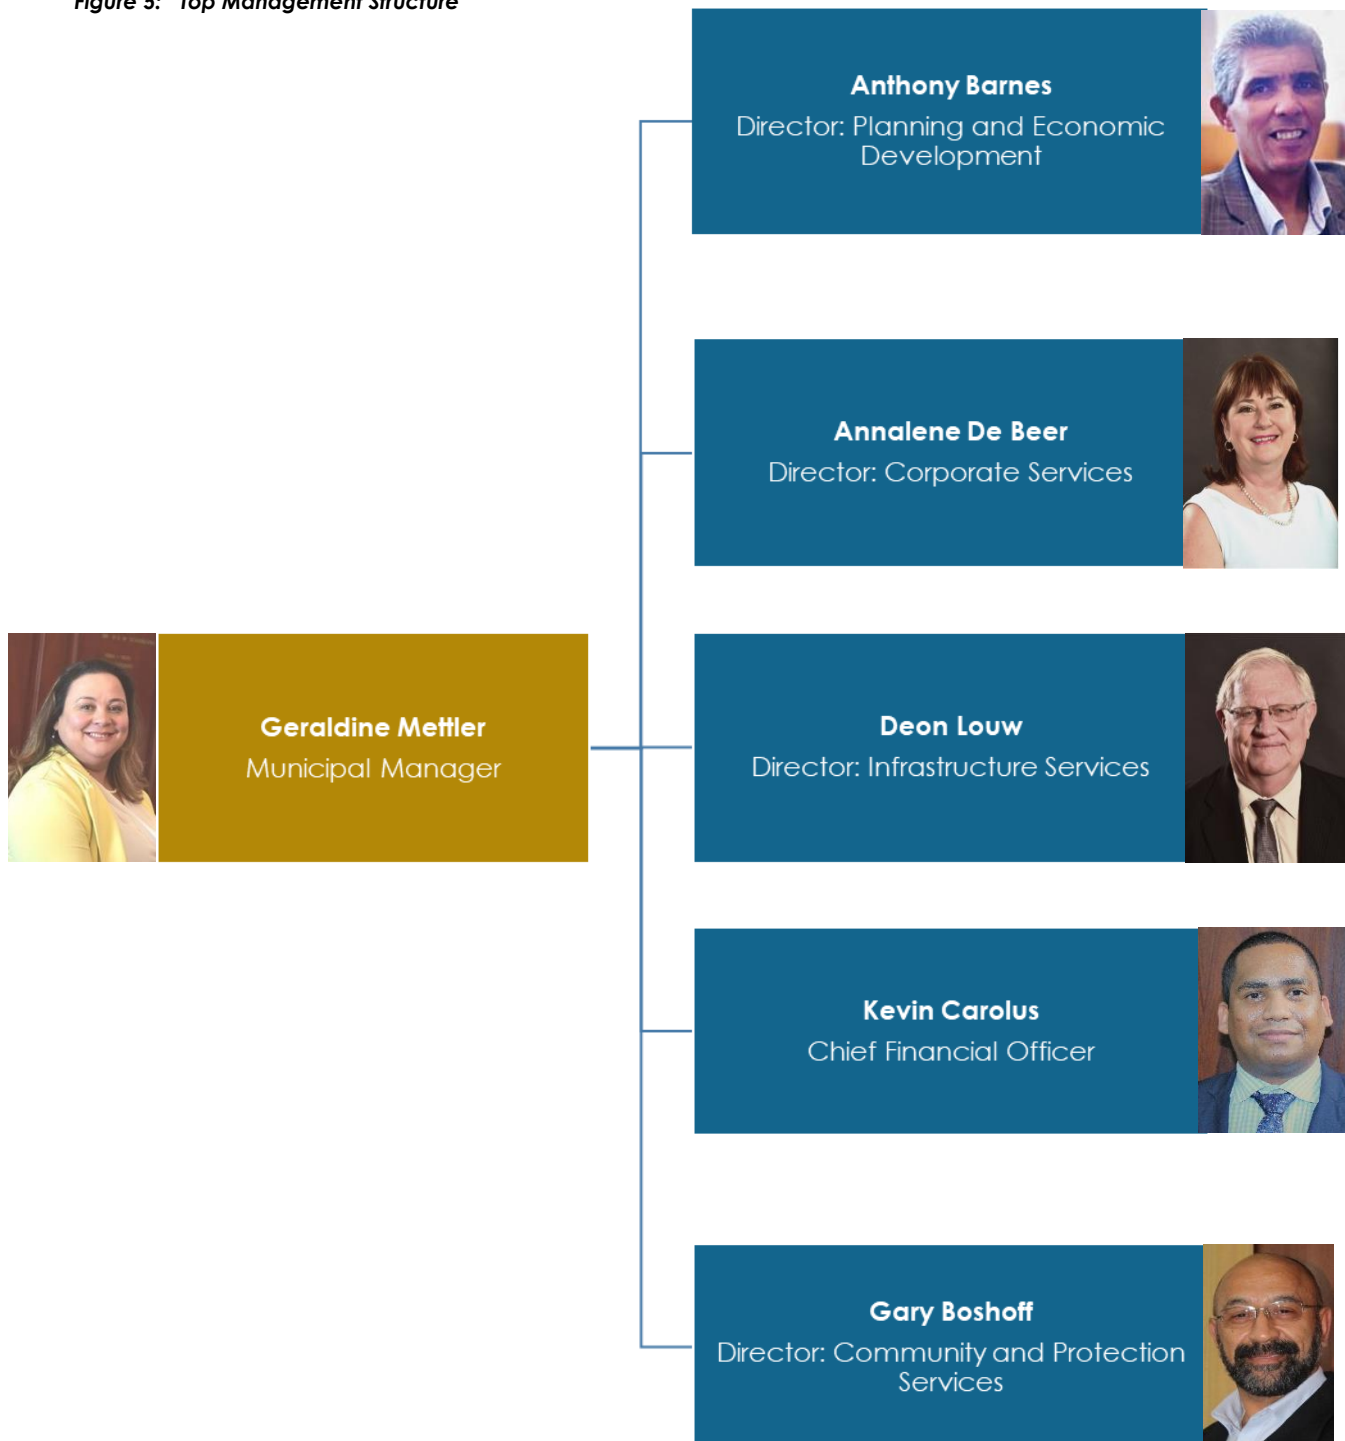 Figure 5: Top Management Structure
Anthony Barnes
Director: Planning and Economic
Development
Annalene De Beer
Director: Corporate Services
Geraldine Mettler
Municipal Manager
Deon Louw
Director: Infrastructure Services
Kevin Carolus
Chief Financial Officer
Gary Boshoff
Director: Community and Protection
Services